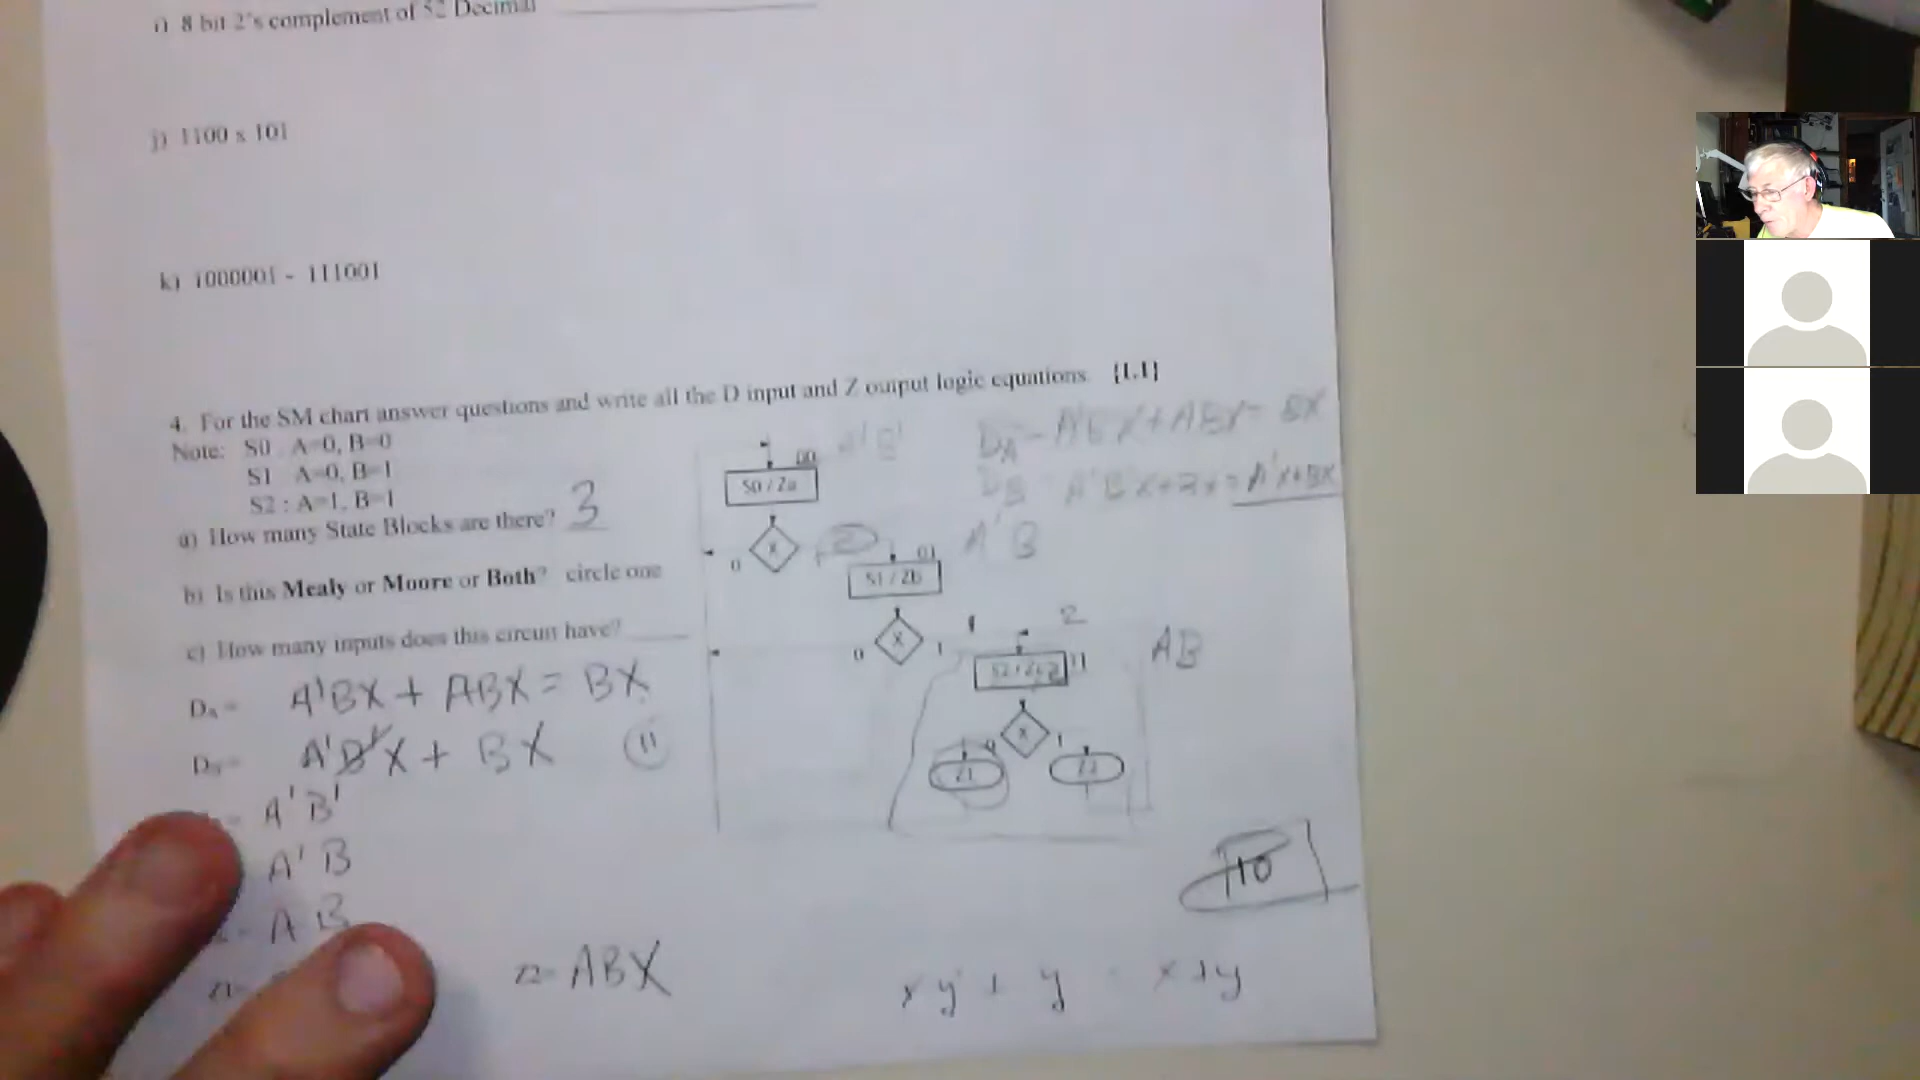 i) 8 bit 2's complement of 52 Decimal
j) 1100 x 101
k) 1000001 - 111001
4. For the SM chart answer questions and write all the D input and Z output logic equations. {1.1}
Note: S0 A=0, B=0
S1 A=0, B=1
S2 : A=1, B=1
a) How many State Blocks are there? 3
b) Is this Mealy or Moore or Both? circle one
c) How many inputs does this circuit have?
00 A'B'
S0 / Za
X
0
01 A'B
S1 / Zb
X
0 1
1 2
11 AB
X
0 1
Z1 Z2
= BX
= A'X+BX
DA = A'BX + ABX = BX
A'B'X + BX 11
A'B'
A'B
AB
Z1=
Z2= ABX
10
xy' + y x+y